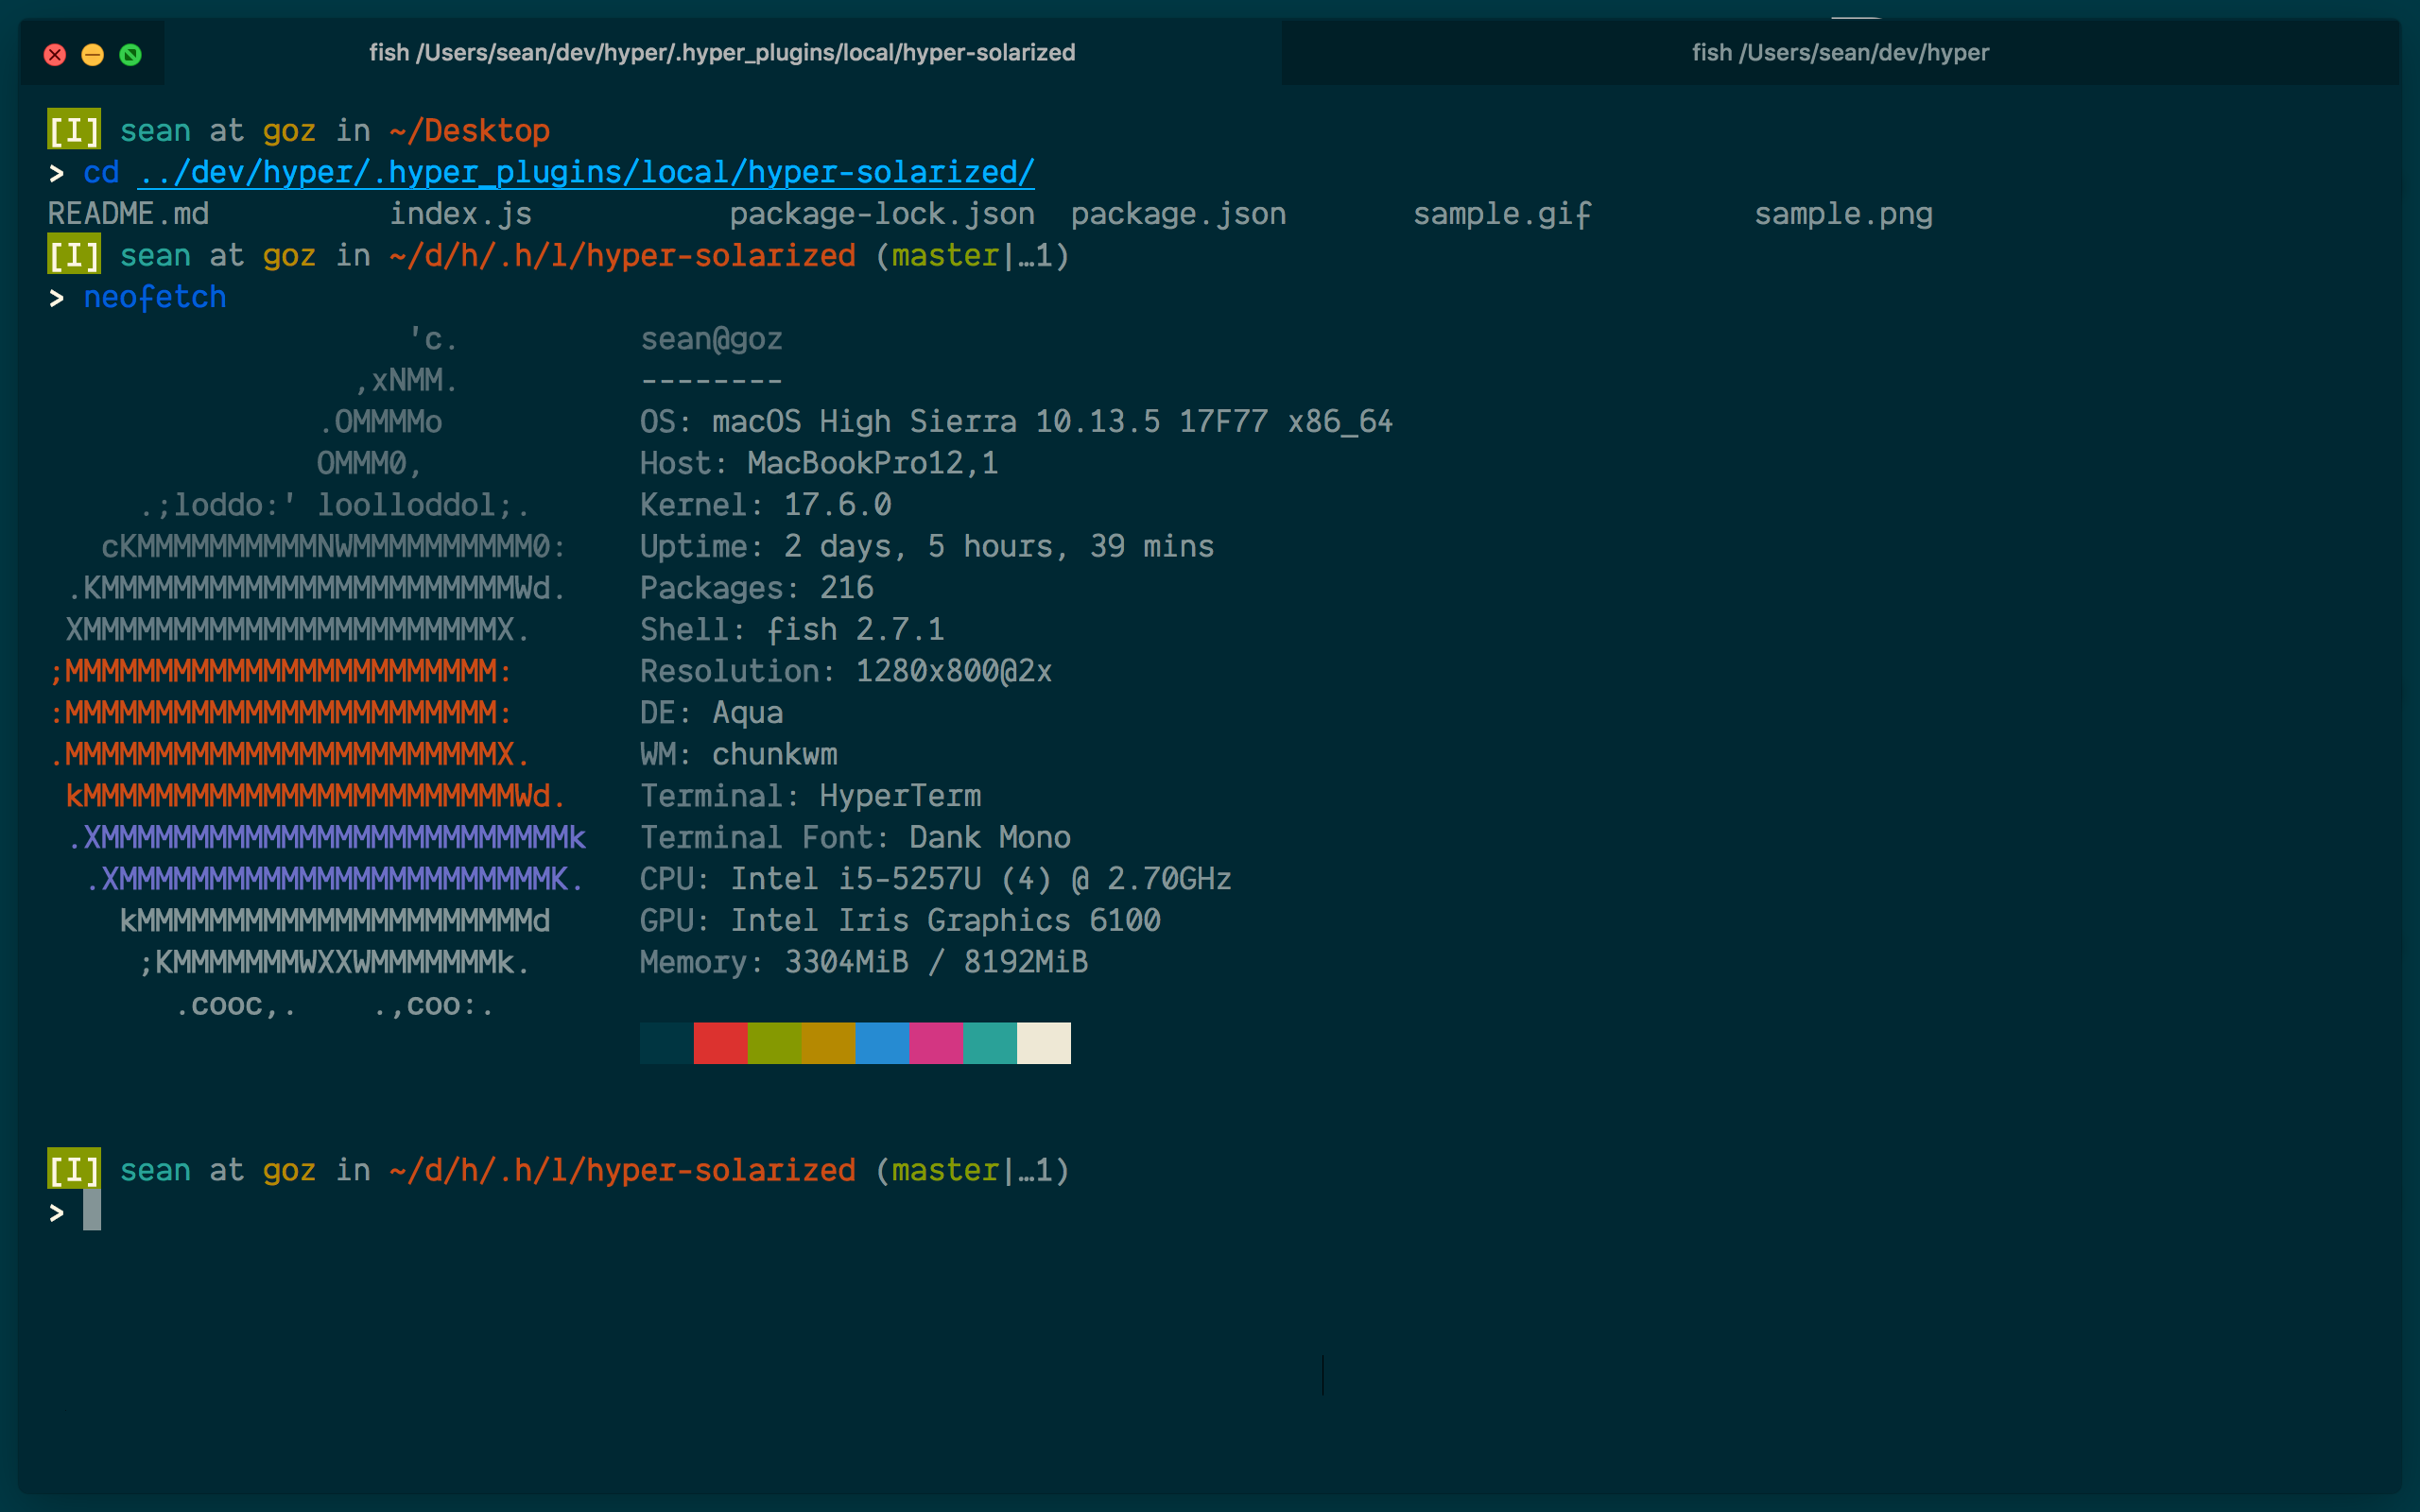 fish /Users/sean/dev/hyper/.hyper_plugins/local/hyper-solarized fish /Users/sean/dev/hyper
[I] sean at goz in ~/Desktop
> cd ../dev/hyper/.hyper_plugins/local/hyper-solarized/
README.md index.js package-lock.json package.json sample.gif sample.png
[I] sean at goz in ~/d/h/.h/l/hyper-solarized (master|…1)
> neofetch
'c. sean@goz
,xNMM. --------
.OMMMMo OS: macOS High Sierra 10.13.5 17F77 x86_64
OMMM0, Host: MacBookPro12,1
.;loddo:' loolloddol;. Kernel: 17.6.0
cKMMMMMMMMMMNWMMMMMMMMMM0: Uptime: 2 days, 5 hours, 39 mins
.KMMMMMMMMMMMMMMMMMMMMMMMWd. Packages: 216
XMMMMMMMMMMMMMMMMMMMMMMMX. Shell: fish 2.7.1
;MMMMMMMMMMMMMMMMMMMMMMMM: Resolution: 1280x800@2x
:MMMMMMMMMMMMMMMMMMMMMMMM: DE: Aqua
.MMMMMMMMMMMMMMMMMMMMMMMMX. WM: chunkwm
kMMMMMMMMMMMMMMMMMMMMMMMMWd. Terminal: HyperTerm
.XMMMMMMMMMMMMMMMMMMMMMMMMMMk Terminal Font: Dank Mono
.XMMMMMMMMMMMMMMMMMMMMMMMMK. CPU: Intel i5-5257U (4) @ 2.70GHz
kMMMMMMMMMMMMMMMMMMMMMMd GPU: Intel Iris Graphics 6100
;KMMMMMMMWXXWMMMMMMMk. Memory: 3304MiB / 8192MiB
.cooc,. .,coo:.
[I] sean at goz in ~/d/h/.h/l/hyper-solarized (master|…1)
>